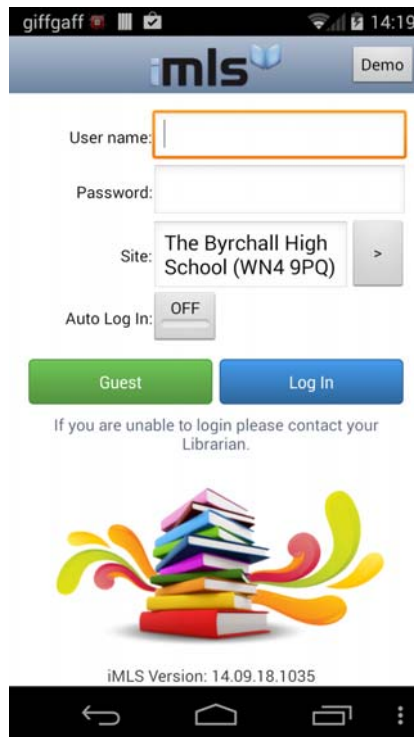 giffgaff 14:19
imls Demo
User name:
Password:
Site: The Byrchall High
School (WN4 9PQ) >
Auto Log In: OFF
Guest Log In
If you are unable to login please contact your
Librarian.
iMLS Version: 14.09.18.1035